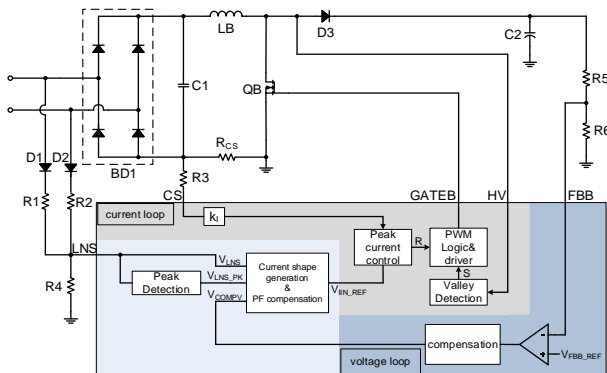 LB
D3
C2
C1
QB
R5
R6
D1
D2
BD1
RCS
R3
R1
R2
CS
GATEB
HV
FBB
current loop
kI
LNS
R4
Peak
current
control
R
PWM
Logic&
driver
S
Valley
Detection
VLNS
Peak
Detection
VLNS_PK
VCOMPV
Current shape
generation
&
PF compensation
VIIN_REF
compensation
-
+
VFBB_REF
voltage loop